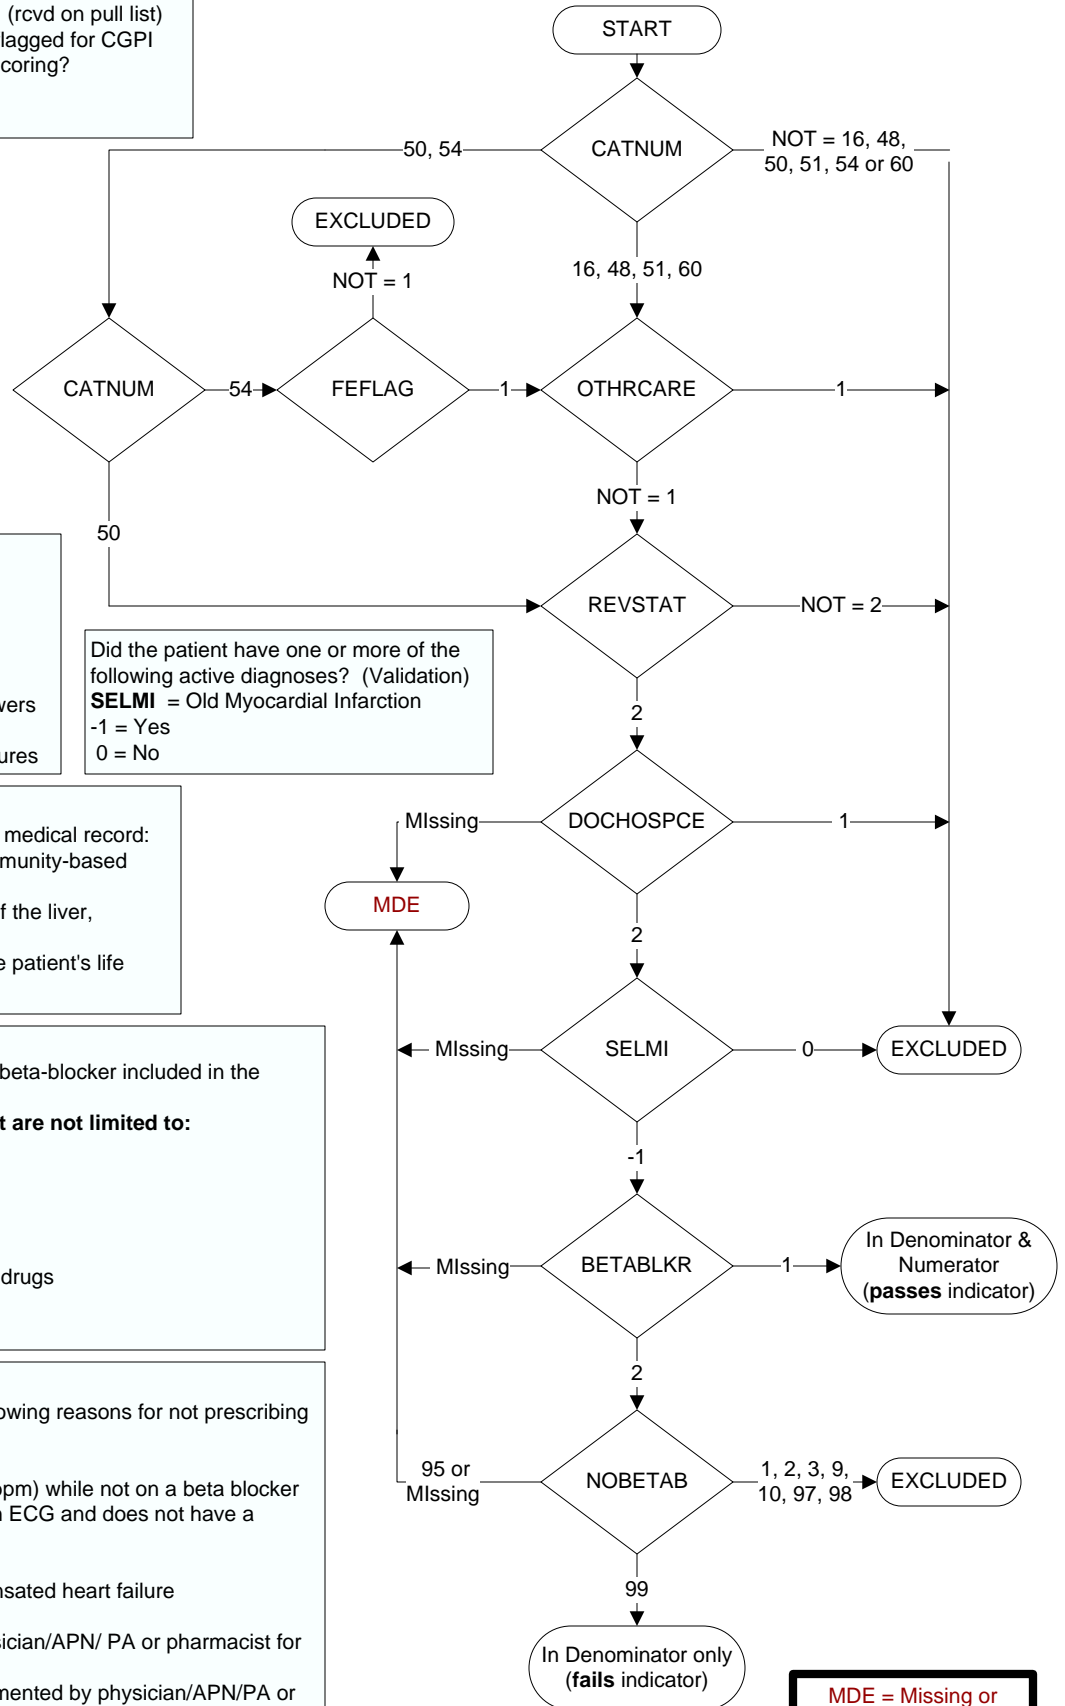 (rcvd on pull list)
lagged for CGPI
coring?
START
CATNUM
50, 54
NOT = 16, 48,
50, 51, 54 or 60
EXCLUDED
NOT = 1
16, 48, 51, 60
CATNUM
54
FEFLAG
1
OTHRCARE
1
NOT = 1
50
REVSTAT
NOT = 2
vers
ures
Did the patient have one or more of the
following active diagnoses? (Validation)
SELMI = Old Myocardial Infarction
-1 = Yes
0 = No
2
MIssing
DOCHOSPCE
1
medical record:
munity-based
f the liver,
e patient's life
MDE
2
MIssing
SELMI
0
EXCLUDED
beta-blocker included in the
t are not limited to:
drugs
-1
MIssing
BETABLKR
1
In Denominator &
Numerator
(passes indicator)
2
owing reasons for not prescribing
opm) while not on a beta blocker
n ECG and does not have a
nsated heart failure
sician/APN/ PA or pharmacist for
mented by physician/APN/PA or
95 or
MIssing
NOBETAB
1, 2, 3, 9,
10, 97, 98
EXCLUDED
99
In Denominator only
(fails indicator)
MDE = Missing or